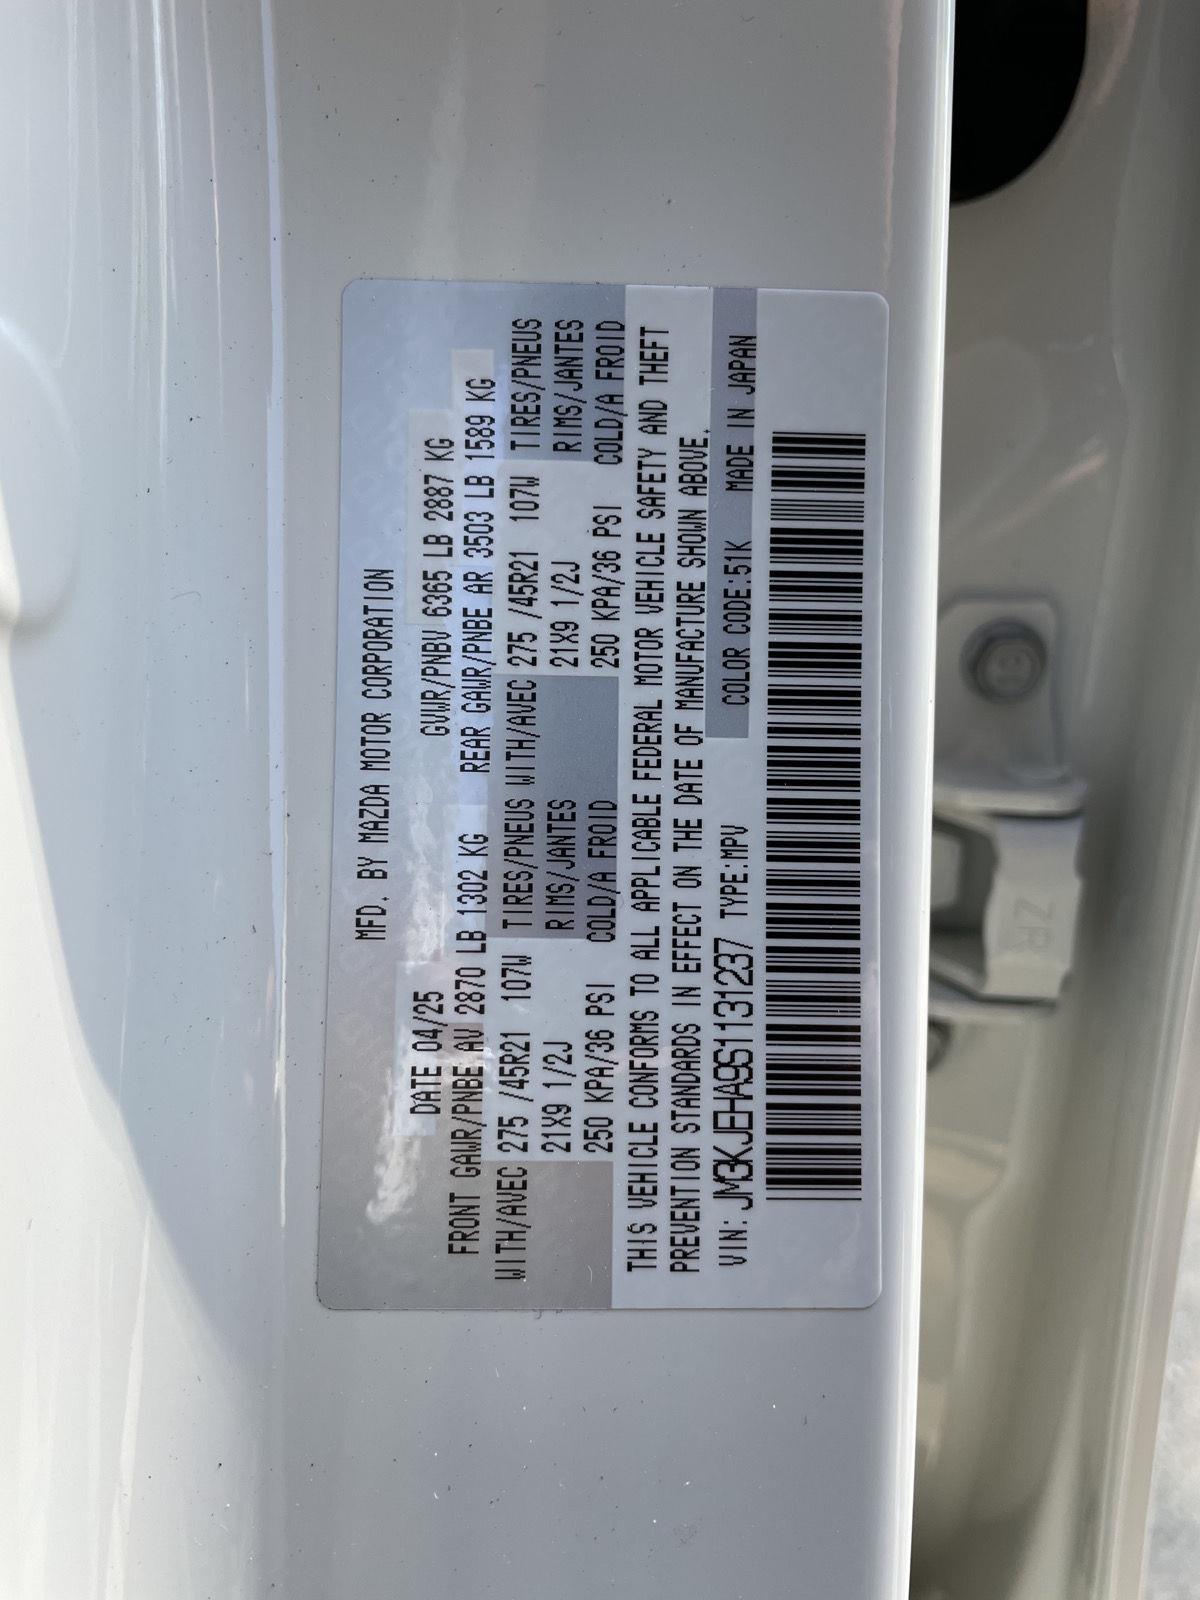 MFD. BY MAZDA MOTOR CORPORATION
DATE 04/25 GVWR/PNBV 6365 LB 2887 KG
FRONT GAWR/PNBE AV 2870 LB 1302 KG REAR GAWR/PNBE AR 3503 LB 1589 KG
WITH/AVEC 275 /45R21 107W TIRES/PNEUS WITH/AVEC 275 /45R21 107W TIRES/PNEUS
21X9 1/2J RIMS/JANTES 21X9 1/2J RIMS/JANTES
250 KPA/36 PSI COLD/A FROID 250 KPA/36 PSI COLD/A FROID
THIS VEHICLE CONFORMS TO ALL APPLICABLE FEDERAL MOTOR VEHICLE SAFETY AND THEFT
PREVENTION STANDARDS IN EFFECT ON THE DATE OF MANUFACTURE SHOWN ABOVE.
VIN: JM3KJEHA9S1131237 TYPE:MPV COLOR CODE:51K MADE IN JAPAN
ZR